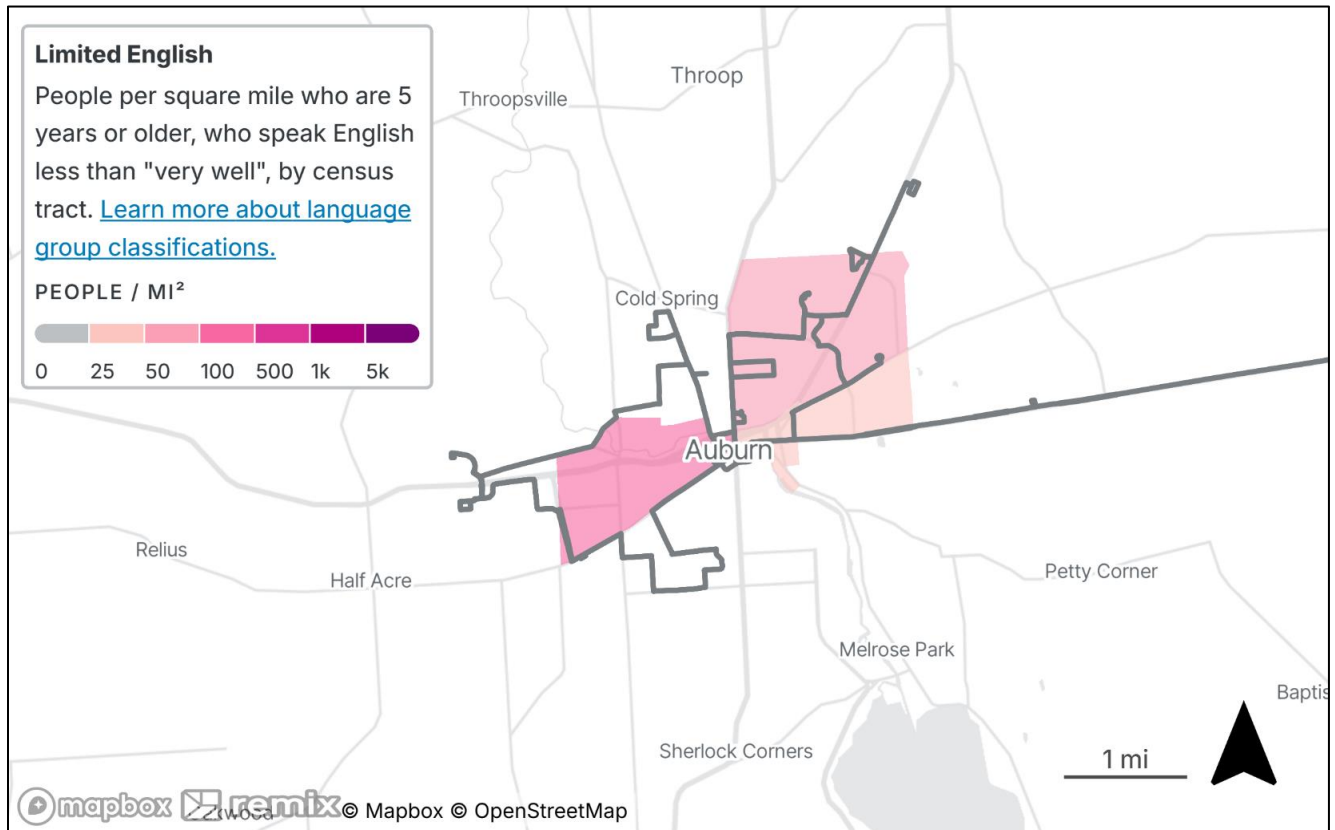 Limited English
People per square mile who are 5
years or older, who speak English
less than "very well", by census
tract. Learn more about language
group classifications.
PEOPLE / MI²
0 25 50 100 500 1k 5k
Throop
Throopsville
Cold Spring
Auburn
Relius
Half Acre
Petty Corner
Melrose Park
Baptis
Sherlock Corners
1 mi
mapbox remix © Mapbox © OpenStreetMap